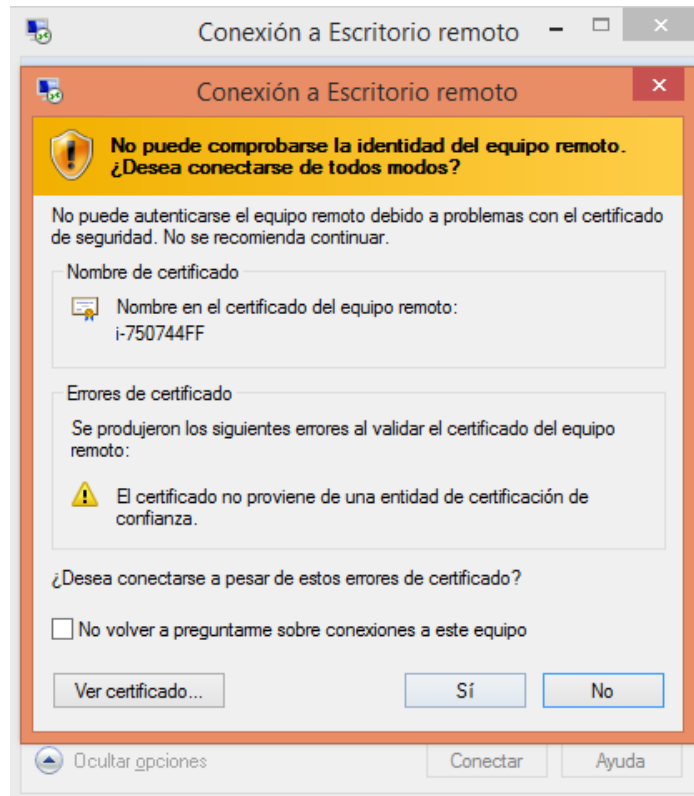 Conexión a Escritorio remoto
Conexión a Escritorio remoto
No puede comprobarse la identidad del equipo remoto.
¿Desea conectarse de todos modos?
No puede autenticarse el equipo remoto debido a problemas con el certificado
de seguridad. No se recomienda continuar.
Nombre de certificado
Nombre en el certificado del equipo remoto:
i-750744FF
Errores de certificado
Se produjeron los siguientes errores al validar el certificado del equipo
remoto:
El certificado no proviene de una entidad de certificación de
confianza.
¿Desea conectarse a pesar de estos errores de certificado?
No volver a preguntarme sobre conexiones a este equipo
Ver certificado... Sí No
Ocultar opciones Conectar Ayuda